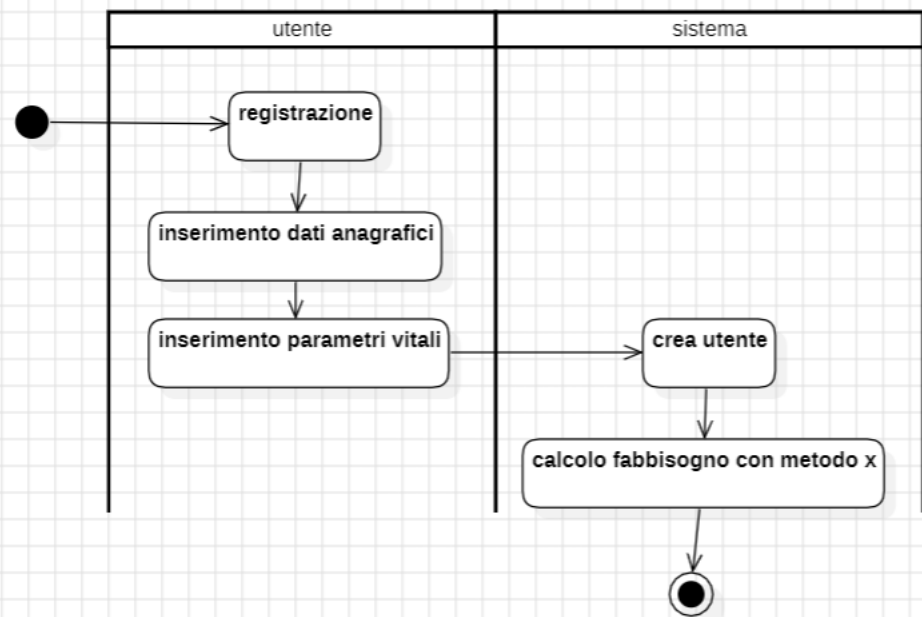 utente
sistema
registrazione
inserimento dati anagrafici
inserimento parametri vitali
crea utente
calcolo fabbisogno con metodo x